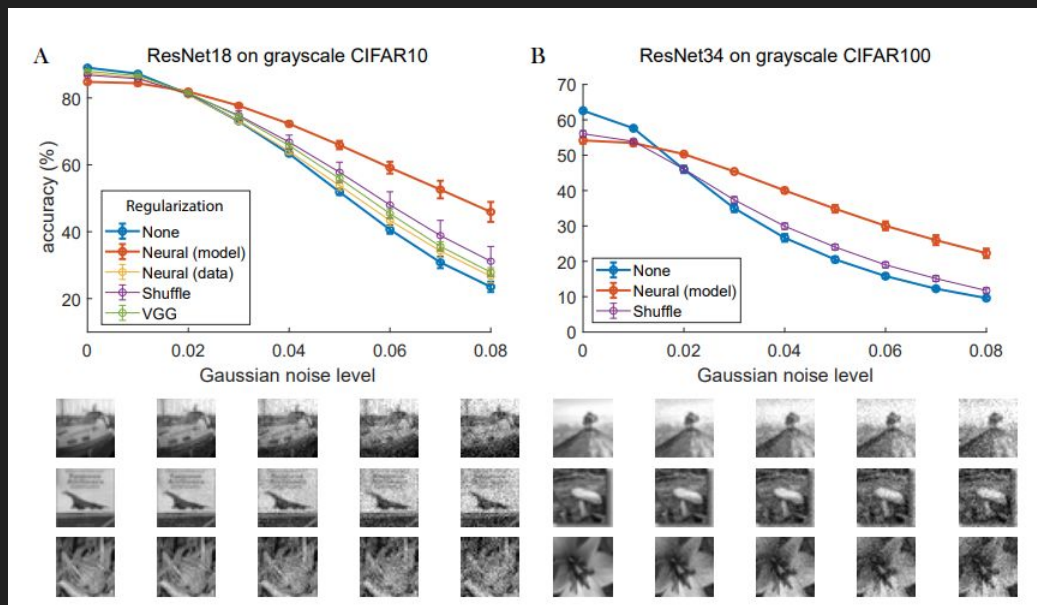 A
ResNet18 on grayscale CIFAR10
accuracy (%)
80
60
40
20
Regularization
None
Neural (model)
Neural (data)
Shuffle
VGG
0 0.02 0.04 0.06 0.08
Gaussian noise level
B
ResNet34 on grayscale CIFAR100
70
60
50
40
30
20
10
0
None
Neural (model)
Shuffle
0 0.02 0.04 0.06 0.08
Gaussian noise level